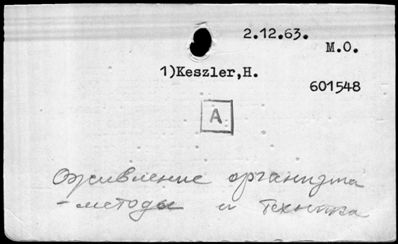 2.12.63.
М.О.
1)Keszler,H.
601548
А
Оживление организма
-методы и техника